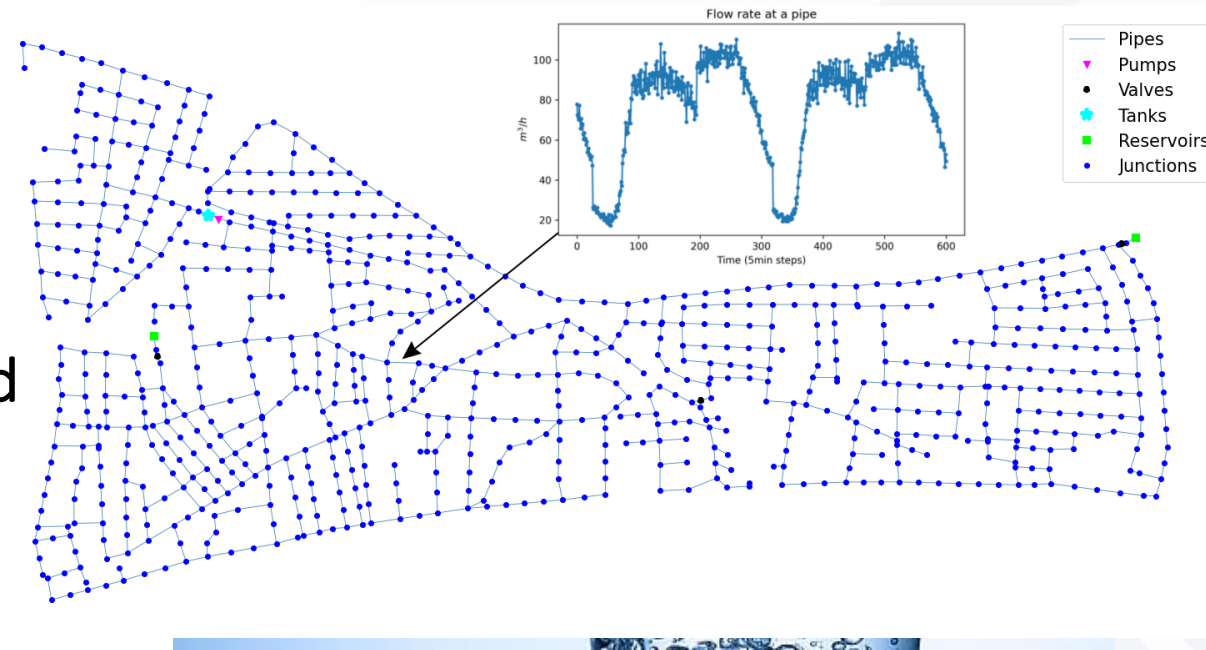 Flow rate at a pipe
m³/h
100
80
60
40
20
0 100 200 300 400 500 600
Time (5min steps)
Pipes
Pumps
Valves
Tanks
Reservoirs
Junctions
d